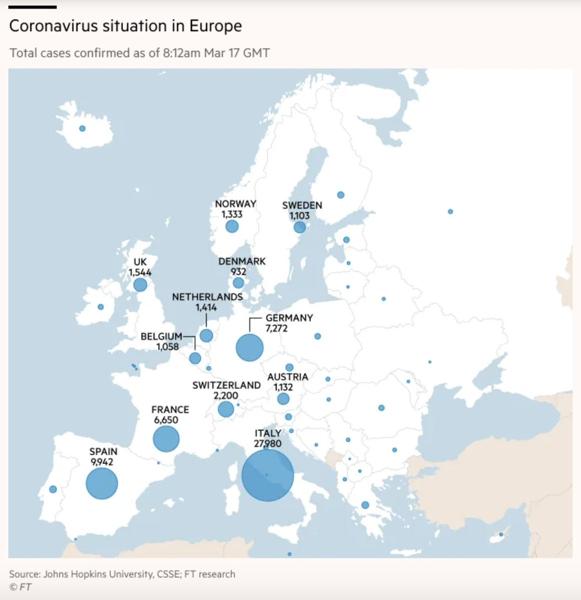 Coronavirus situation in Europe
Total cases confirmed as of 8:12am Mar 17 GMT
NORWAY
1,333
SWEDEN
1,103
UK
1,544
DENMARK
932
NETHERLANDS
1,414
GERMANY
7,272
BELGIUM
1,058
SWITZERLAND
2,200
AUSTRIA
1,132
FRANCE
6,650
ITALY
27,980
SPAIN
9,942
Source: Johns Hopkins University, CSSE; FT research
© FT